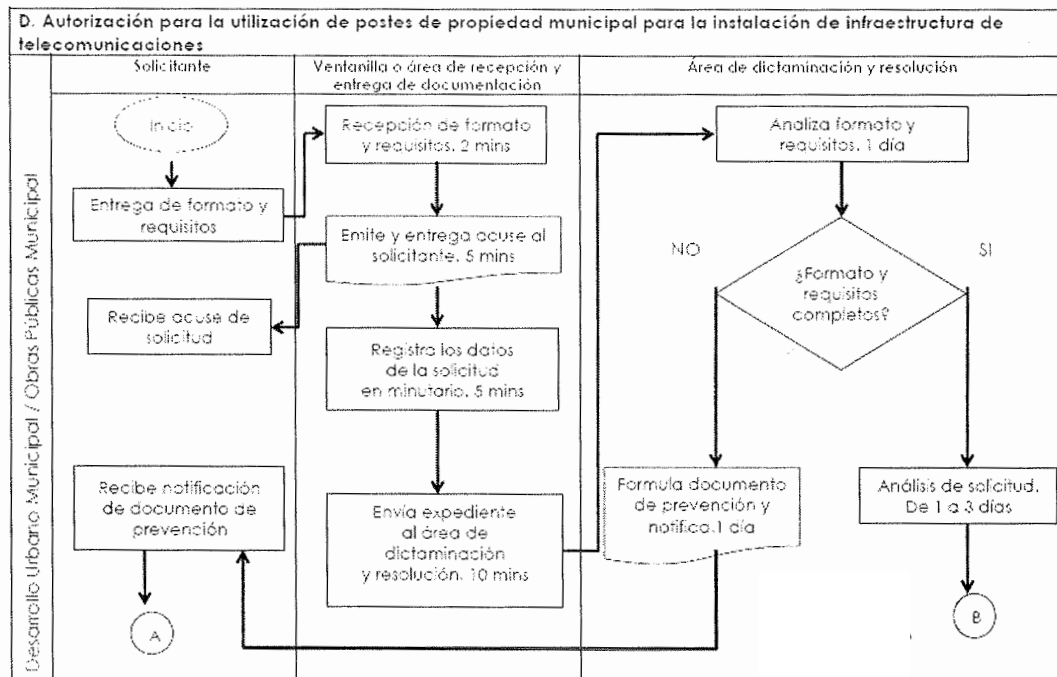 D. Autorización para la utilización de postes de propiedad municipal para la instalación de infraestructura de
telecomunicaciones
Desarrollo Urbano Municipal / Obras Públicas Municipal
Solicitante
Ventanilla o área de recepción y
entrega de documentación
Área de dictaminación y resolución
Inicio
Entrega de formato y
requisitos
Recibe acuse de
solicitud
Recibe notificación
de documento de
prevención
A
Recepción de formato
y requisitos. 2 mins
Emite y entrega acuse al
solicitante. 5 mins
Registra los datos
de la solicitud
en minutario. 5 mins
Envía expediente
al área de
dictaminación
y resolución. 10 mins
Analiza formato y
requisitos. 1 día
NO
SI
¿Formato y
requisitos
completos?
Formula documento
de prevención y
notifica.1 día
Análisis de solicitud.
De 1 a 3 días
B